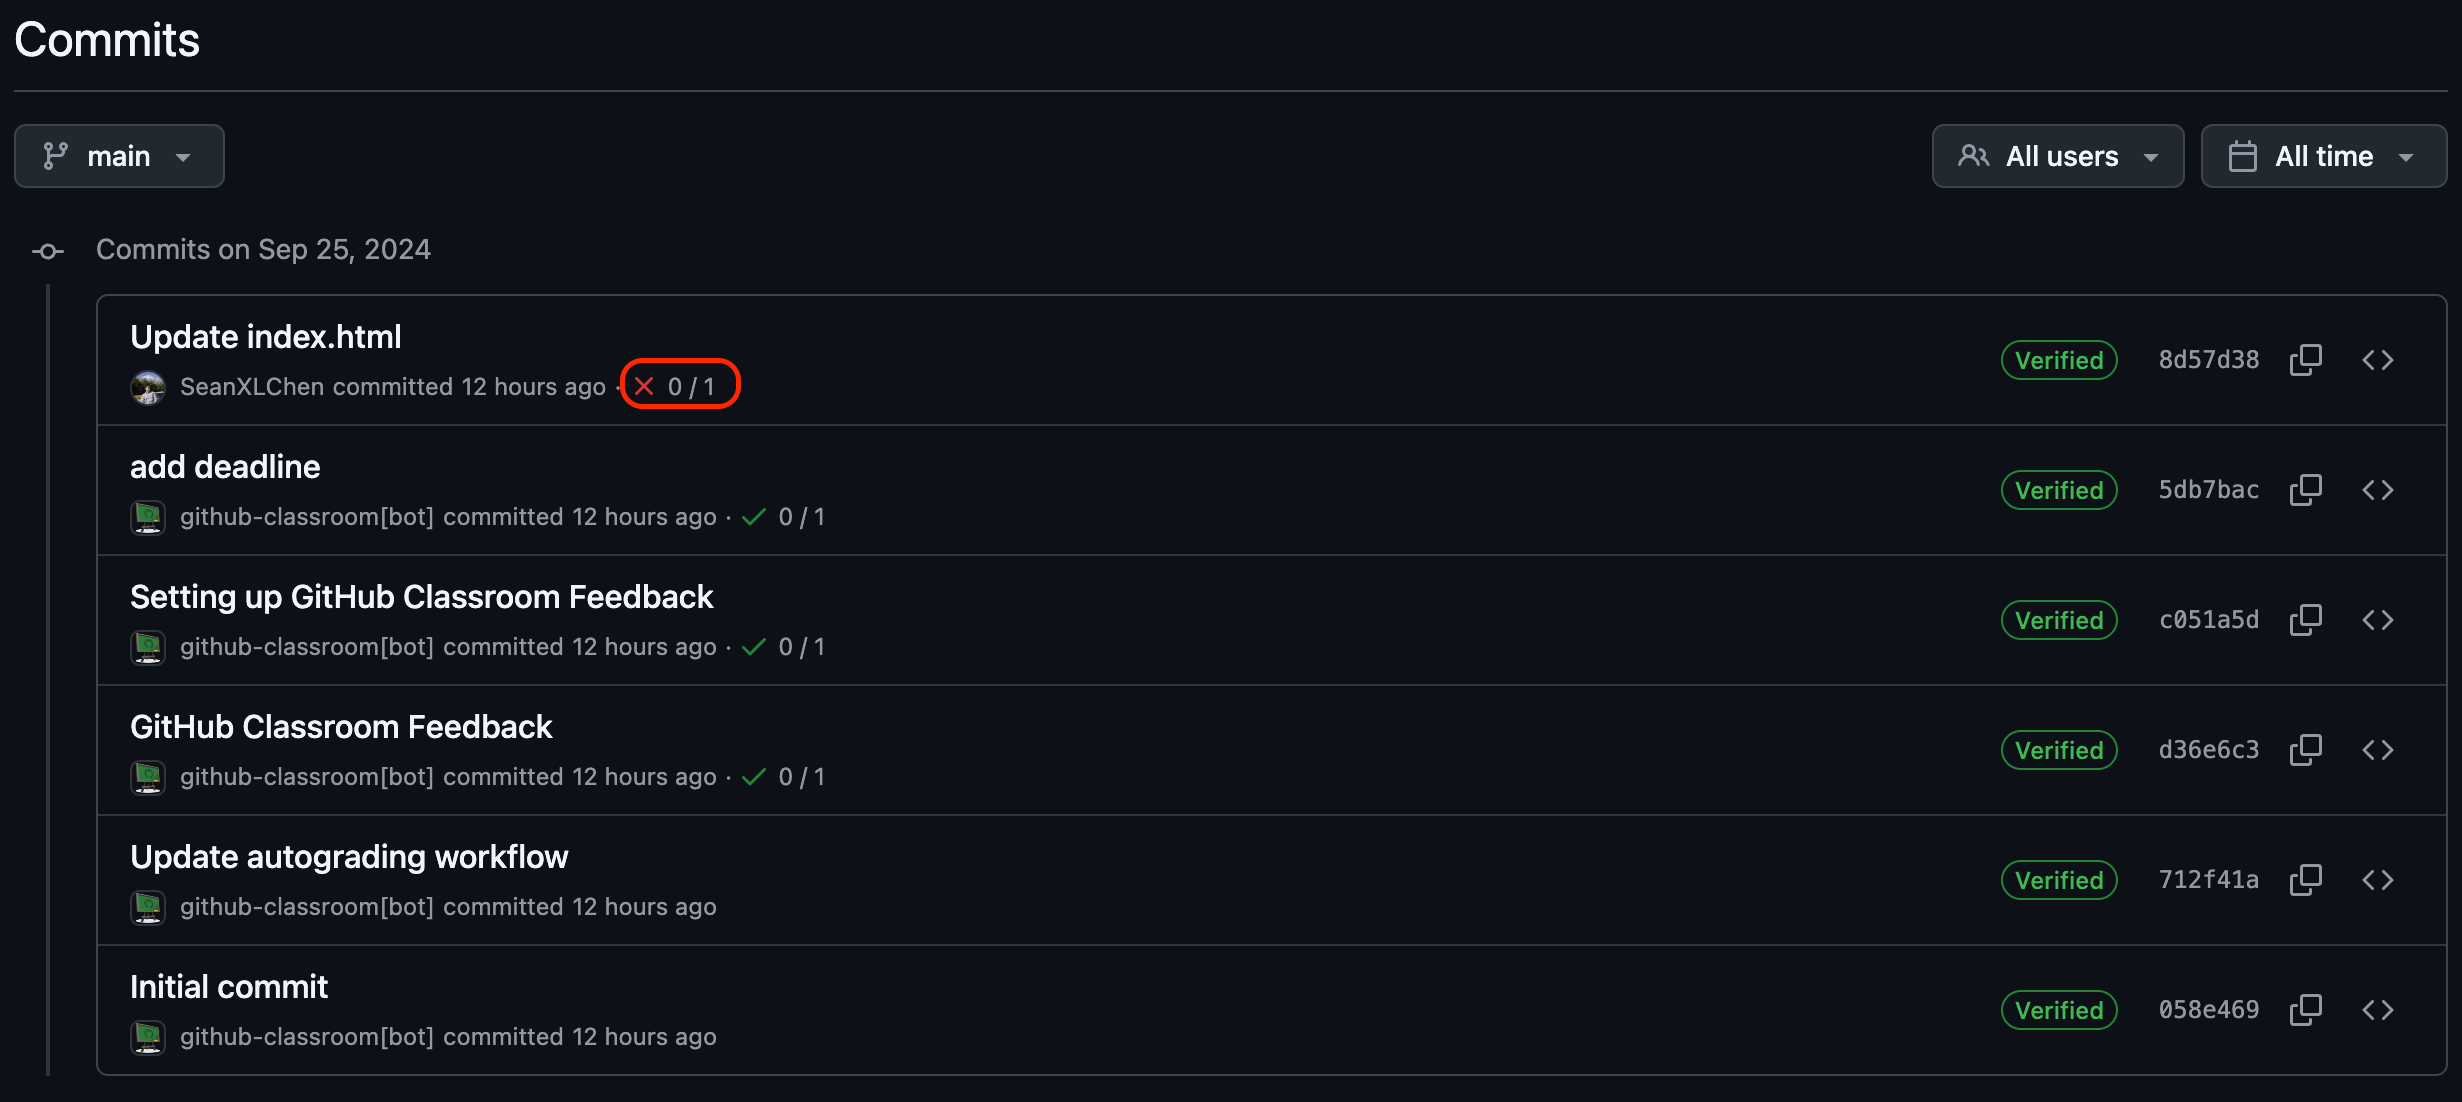 Commits
main
All users
All time
Commits on Sep 25, 2024
Update index.html
Verified
8d57d38
SeanXLChen committed 12 hours ago · 0 / 1
add deadline
Verified
5db7bac
github-classroom[bot] committed 12 hours ago · 0 / 1
Setting up GitHub Classroom Feedback
Verified
c051a5d
github-classroom[bot] committed 12 hours ago · 0 / 1
GitHub Classroom Feedback
Verified
d36e6c3
github-classroom[bot] committed 12 hours ago · 0 / 1
Update autograding workflow
Verified
712f41a
github-classroom[bot] committed 12 hours ago
Initial commit
Verified
058e469
github-classroom[bot] committed 12 hours ago